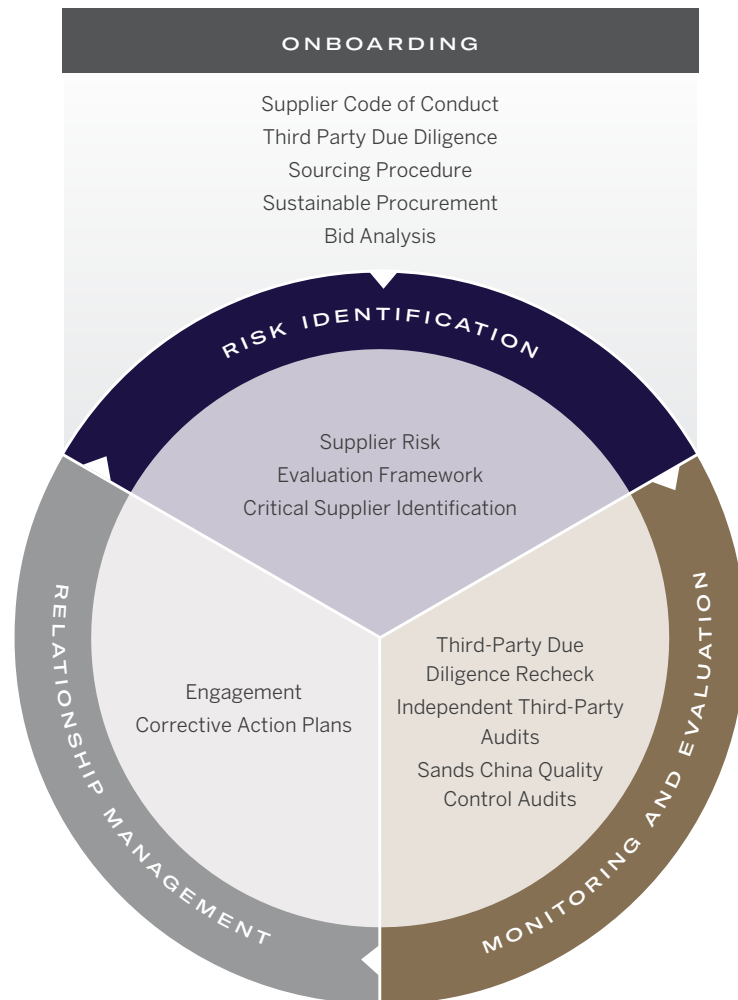 ONBOARDING
Supplier Code of Conduct
Third Party Due Diligence
Sourcing Procedure
Sustainable Procurement
Bid Analysis
RISK IDENTIFICATION
Supplier Risk
Evaluation Framework
Critical Supplier Identification
MONITORING AND EVALUATION
Third-Party Due
Diligence Recheck
Independent Third-Party
Audits
Sands China Quality
Control Audits
RELATIONSHIP MANAGEMENT
Engagement
Corrective Action Plans